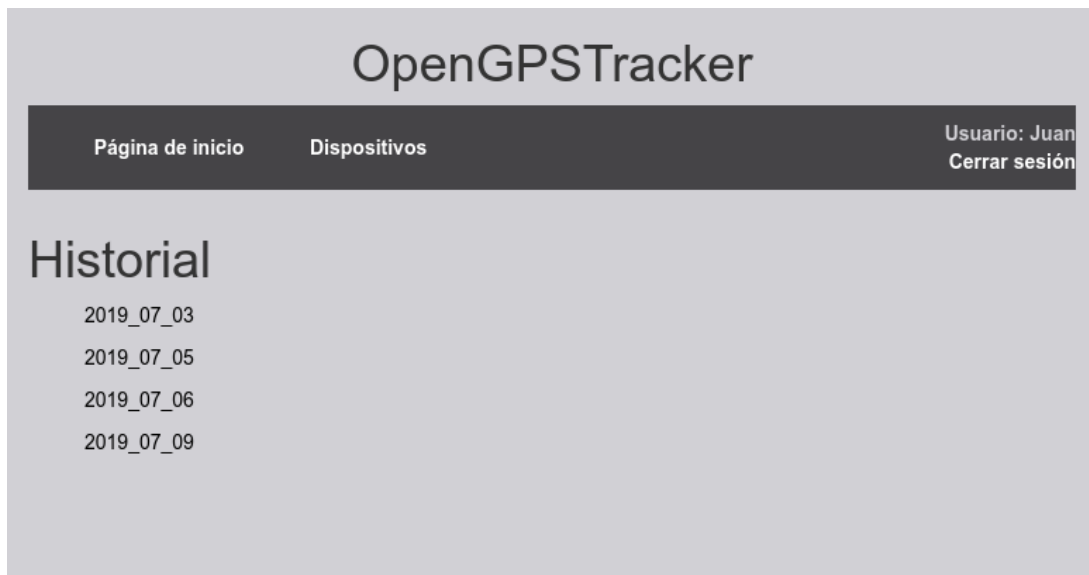 OpenGPSTracker
Página de inicio
Dispositivos
Usuario: Juan
Cerrar sesión
Historial
2019_07_03
2019_07_05
2019_07_06
2019_07_09